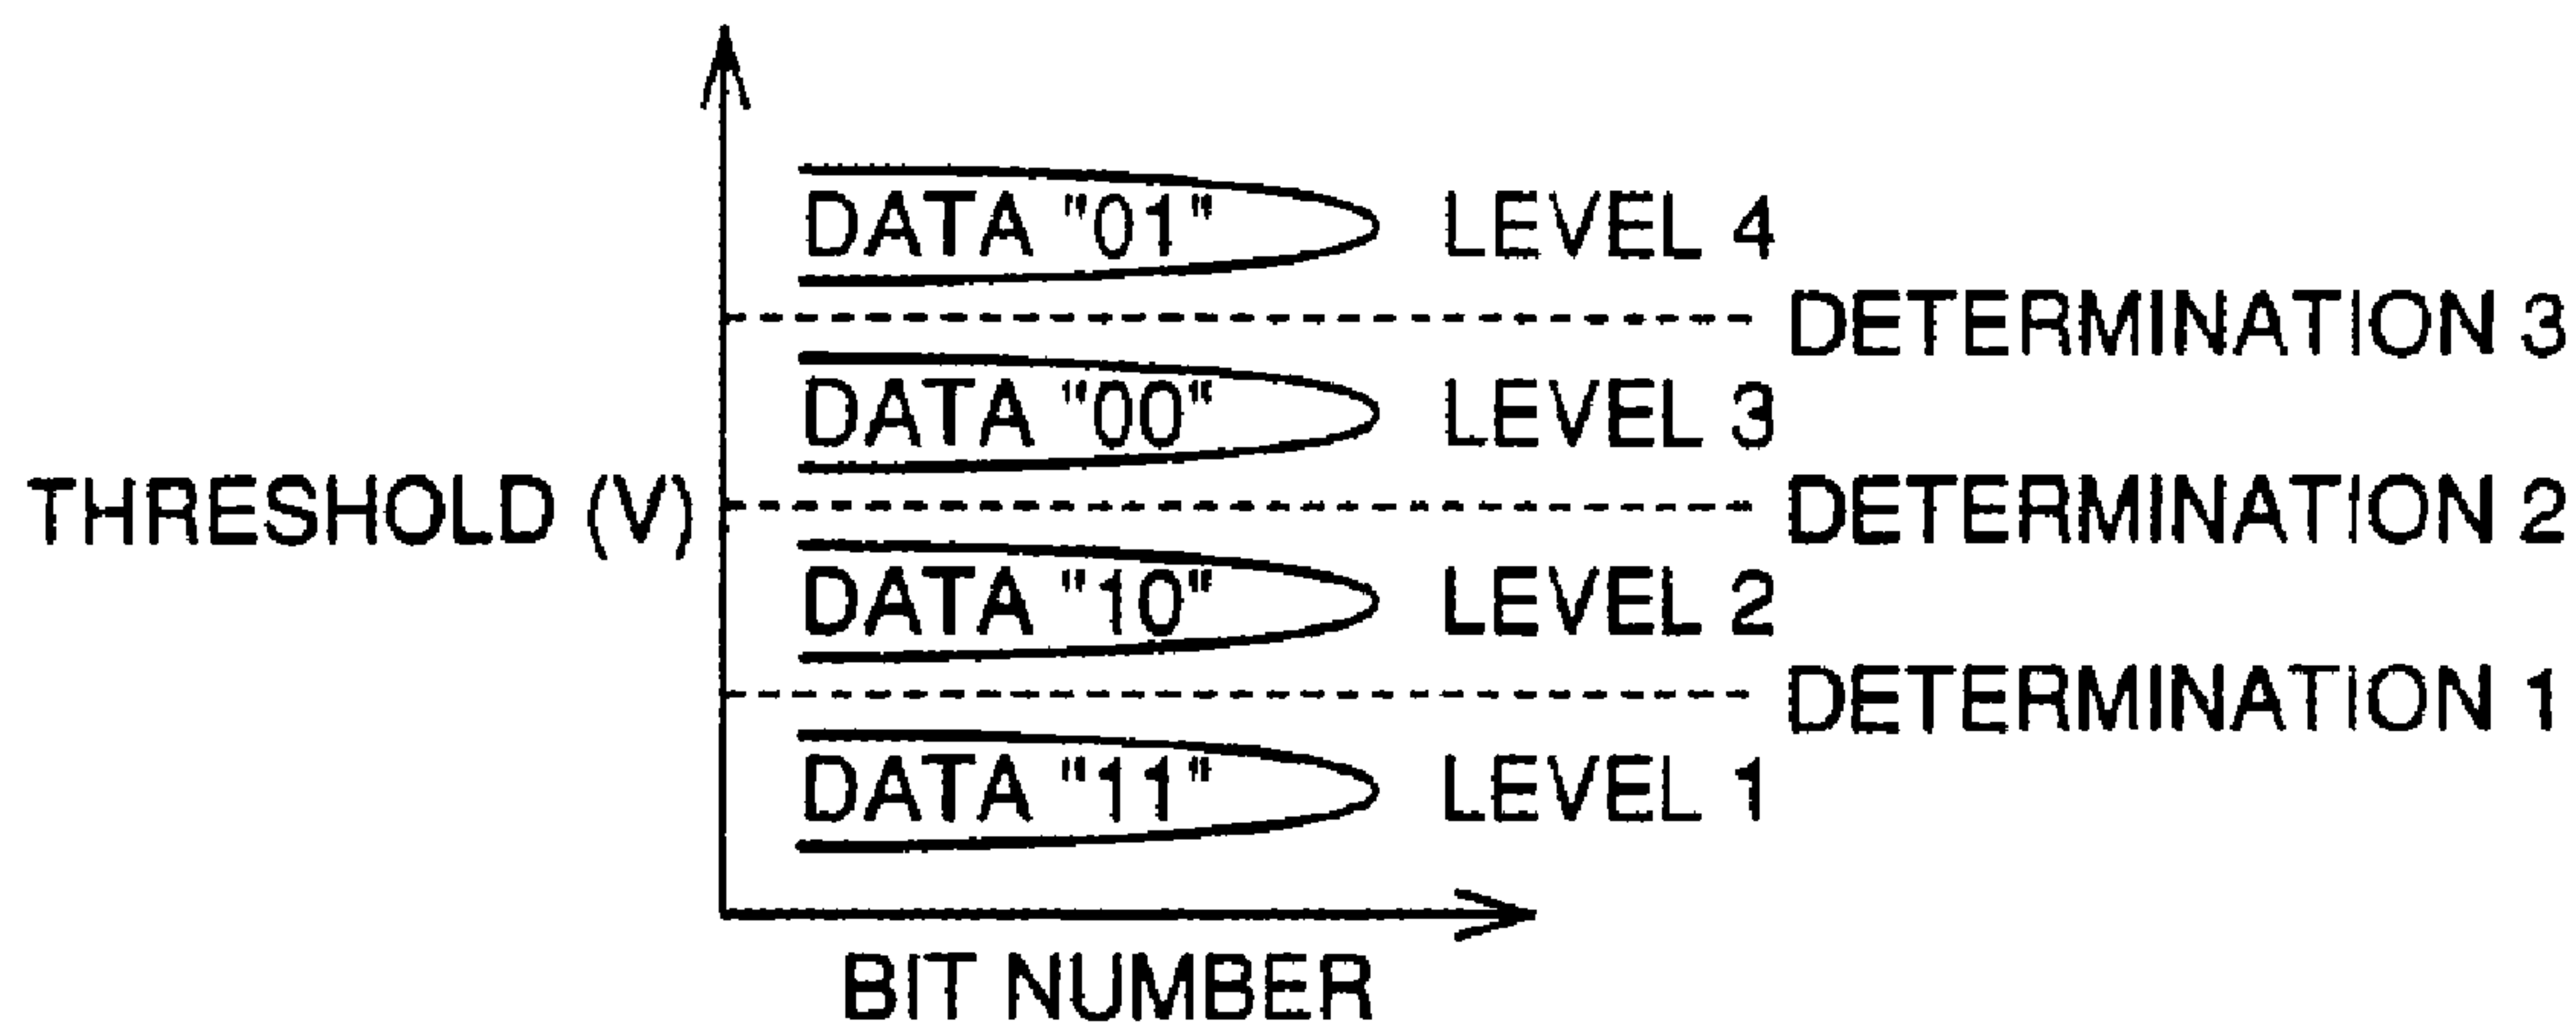 DATA "01" LEVEL 4
DETERMINATION 3
DATA "00" LEVEL 3
THRESHOLD (V) DETERMINATION 2
DATA "10" LEVEL 2
DETERMINATION 1
DATA "11" LEVEL 1
BIT NUMBER